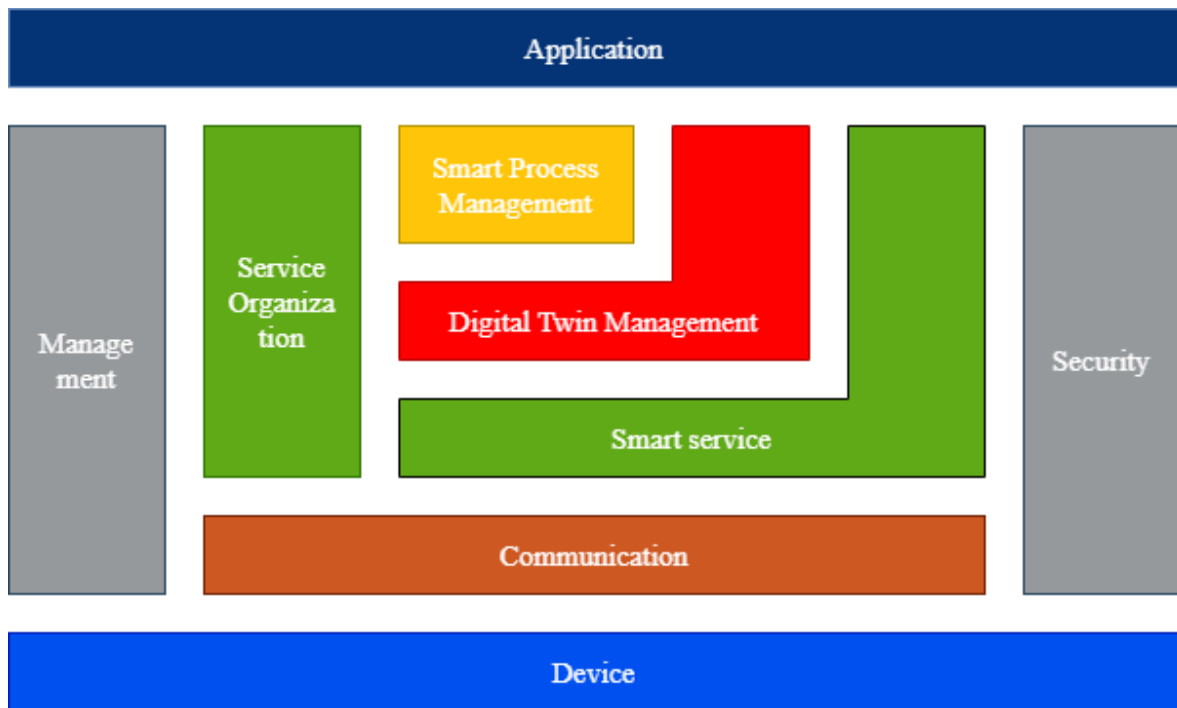 Application
Smart Process
Management
Service
Organiza
tion
Digital Twin Management
Manage
ment
Security
Smart service
Communication
Device